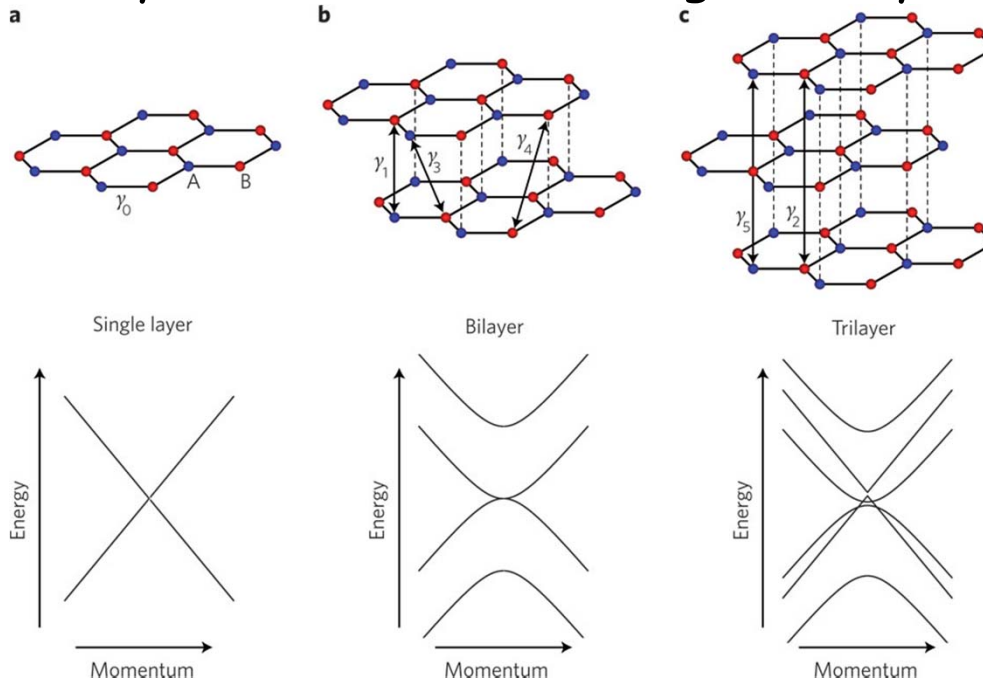 a
b
c
γ₀
A
B
γ₁
γ₃
γ₄
γ₅
γ₂
Single layer
Bilayer
Trilayer
Energy
Energy
Energy
Momentum
Momentum
Momentum